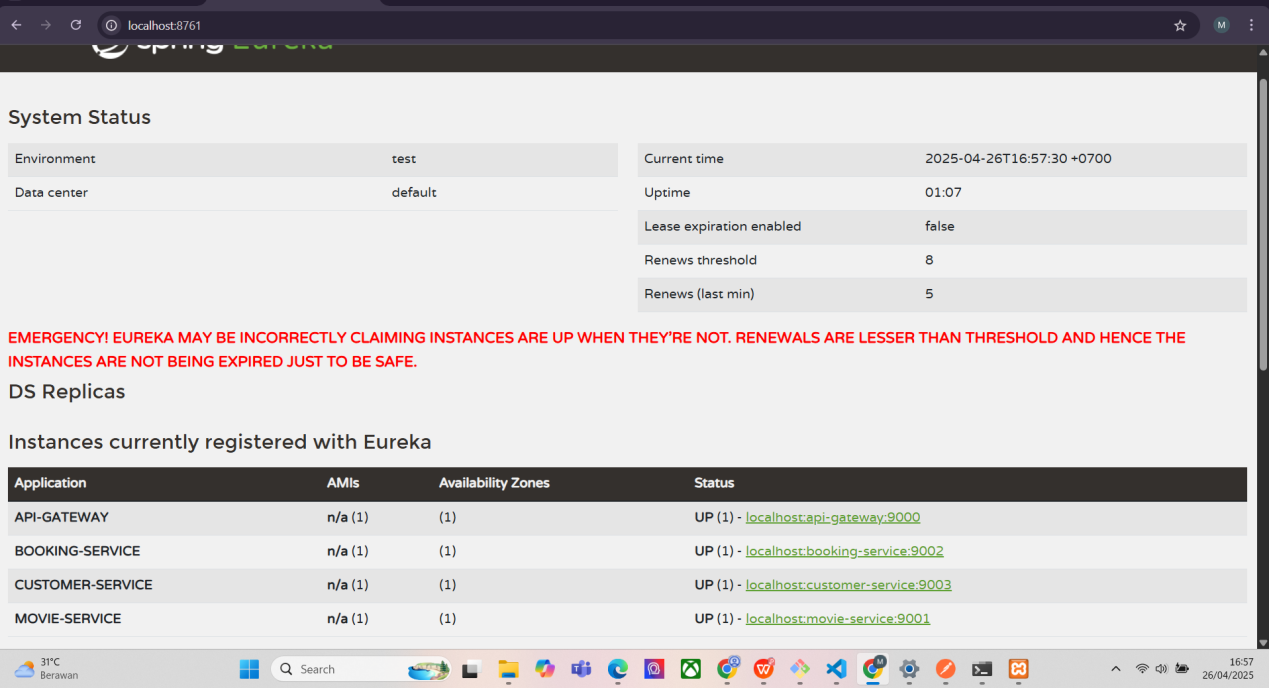 localhost:8761
M
spring Eureka
System Status
Environment test
Data center default
Current time 2025-04-26T16:57:30 +0700
Uptime 01:07
Lease expiration enabled false
Renews threshold 8
Renews (last min) 5
EMERGENCY! EUREKA MAY BE INCORRECTLY CLAIMING INSTANCES ARE UP WHEN THEY'RE NOT. RENEWALS ARE LESSER THAN THRESHOLD AND HENCE THE
INSTANCES ARE NOT BEING EXPIRED JUST TO BE SAFE.
DS Replicas
Instances currently registered with Eureka
Application AMIs Availability Zones Status
API-GATEWAY n/a (1) (1) UP (1) - localhost:api-gateway:9000
BOOKING-SERVICE n/a (1) (1) UP (1) - localhost:booking-service:9002
CUSTOMER-SERVICE n/a (1) (1) UP (1) - localhost:customer-service:9003
MOVIE-SERVICE n/a (1) (1) UP (1) - localhost:movie-service:9001
31°C
Berawan
Search
16:57
26/04/2025